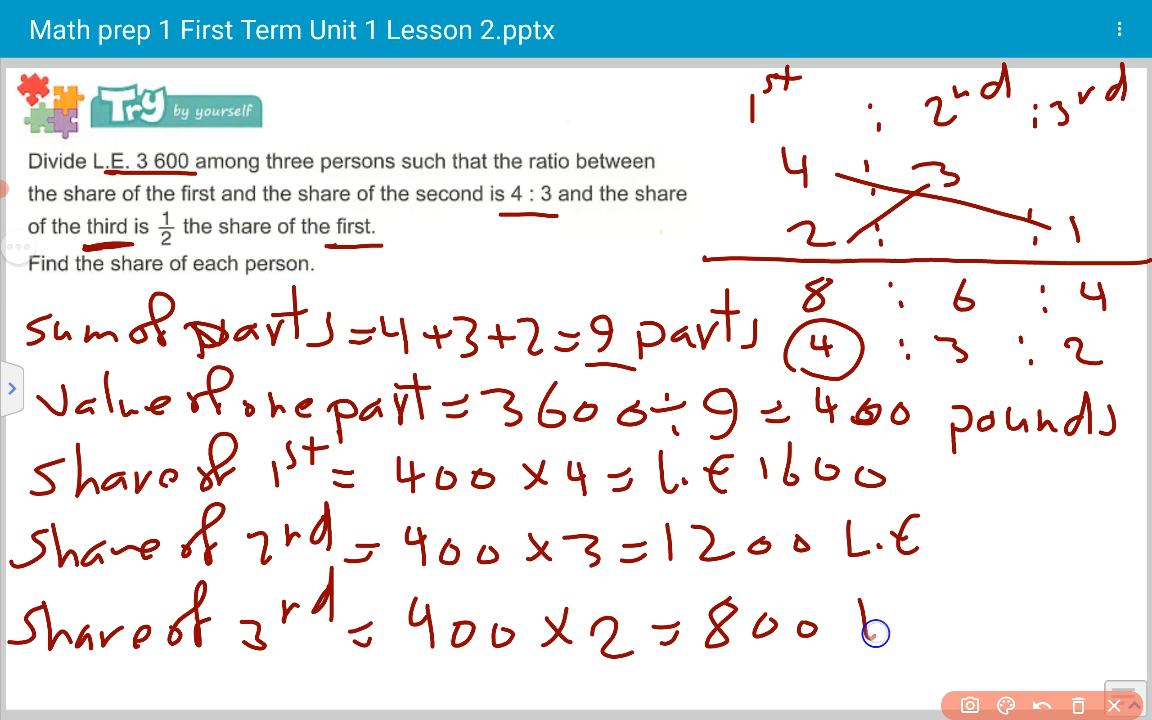 Math prep 1 First Term Unit 1 Lesson 2.pptx
Try by yourself
Divide L.E. 3 600 among three persons such that the ratio between
the share of the first and the share of the second is 4 : 3 and the share
of the third is 1/2 the share of the first.
Find the share of each person.
1st : 2nd : 3rd
4 : 3
2 : : 1
8 : 6 : 4
4 : 3 : 2
Sum of parts = 4 + 3 + 2 = 9 parts
Value of one part = 3600 ÷ 9 = 400 pounds
Share of 1st = 400 × 4 = L.E 1600
Share of 2nd = 400 × 3 = 1200 L.E
Share of 3rd = 400 × 2 = 800 L